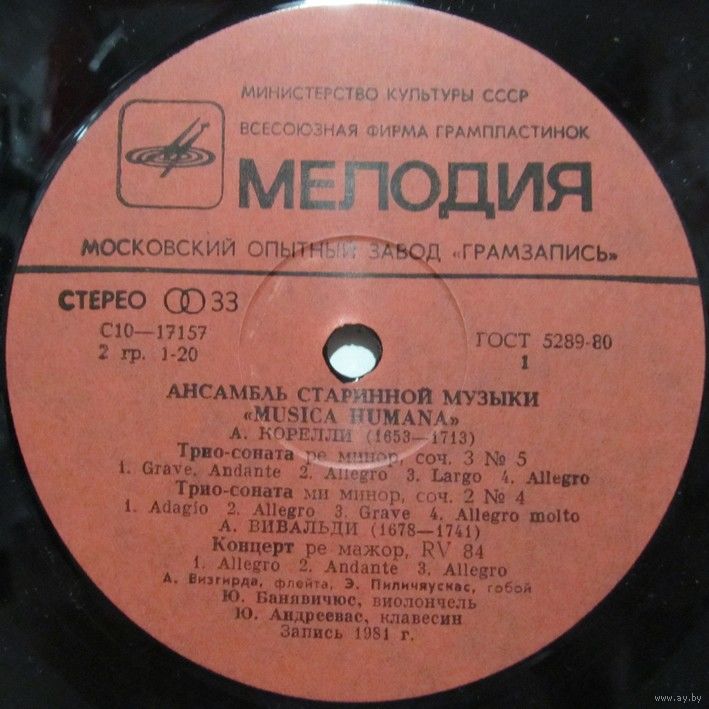 МИНИСТЕРСТВО КУЛЬТУРЫ СССР
ВСЕСОЮЗНАЯ ФИРМА ГРАМПЛАСТИНОК
МЕЛОДИЯ
МОСКОВСКИЙ ОПЫТНЫЙ ЗАВОД «ГРАМЗАПИСЬ»
СТЕРЕО 33
С10—17157
2 гр. 1-20
ГОСТ 5289-80
1
АНСАМБЛЬ СТАРИННОЙ МУЗЫКИ
«MUSICA HUMANA»
А. КОРЕЛЛИ (1653—1713)
Трио-соната ре минор, соч. 3 № 5
1. Grave, Andante 2. Allegro 3. Largo 4. Allegro
Трио-соната ми минор, соч. 2 № 4
1. Adagio 2. Allegro 3. Grave 4. Allegro molto
А. ВИВАЛЬДИ (1678—1741)
Концерт ре мажор, RV 84
1. Allegro 2. Andante 3. Allegro
А. Визгирда, флейта, Э. Пиличяускас, гобой
Ю. Банявичюс, виолончель
Ю. Андреевас, клавесин
Запись 1981 г.
www.ay.by